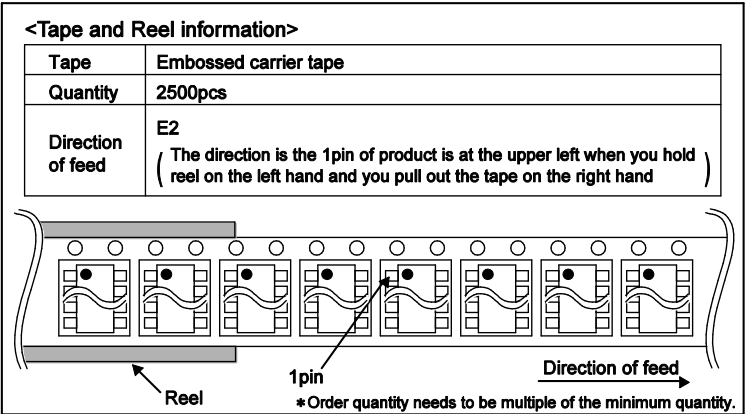 <Tape and Reel information>
Tape Embossed carrier tape
Quantity 2500pcs
Direction of feed E2
( The direction is the 1pin of product is at the upper left when you hold
reel on the left hand and you pull out the tape on the right hand )
Reel
1pin
Direction of feed
*Order quantity needs to be multiple of the minimum quantity.